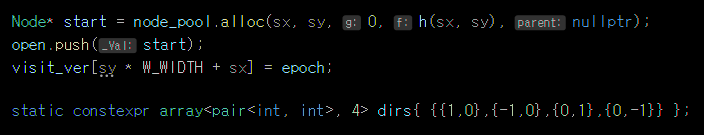 Node* start = node_pool.alloc(sx, sy, g: 0, f: h(sx, sy), parent: nullptr);
open.push(_Val: start);
visit_ver[sy * W_WIDTH + sx] = epoch;
static constexpr array<pair<int, int>, 4> dirs{ {{1,0},{-1,0},{0,1},{0,-1}} };